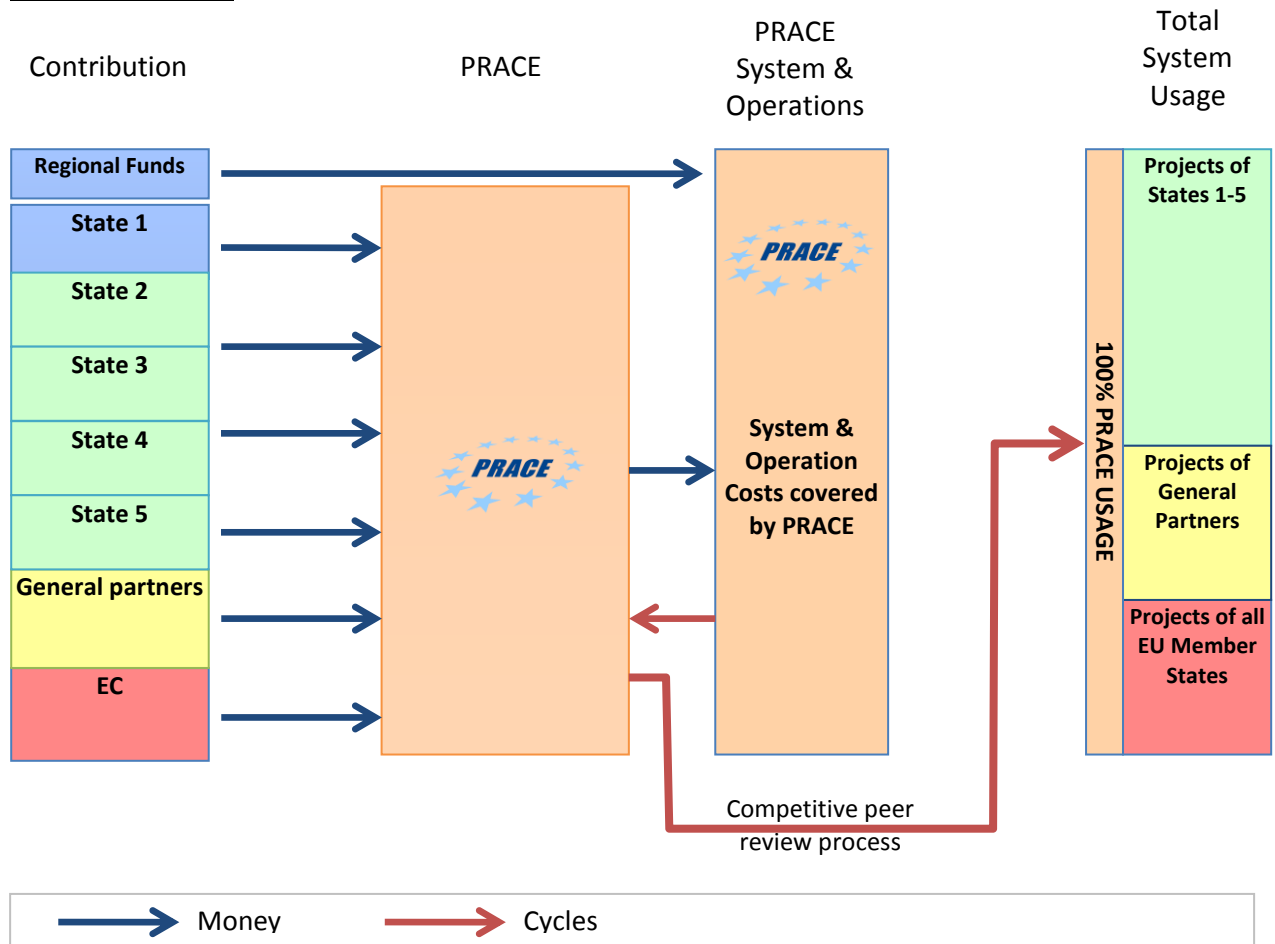 Contribution
PRACE
PRACE
System &
Operations
Total
System
Usage
Regional Funds
State 1
State 2
State 3
State 4
State 5
General partners
EC
PRACE
PRACE
System &
Operation
Costs covered
by PRACE
100% PRACE USAGE
Projects of
States 1-5
Projects of
General
Partners
Projects of all
EU Member
States
Competitive peer
review process
Money
Cycles